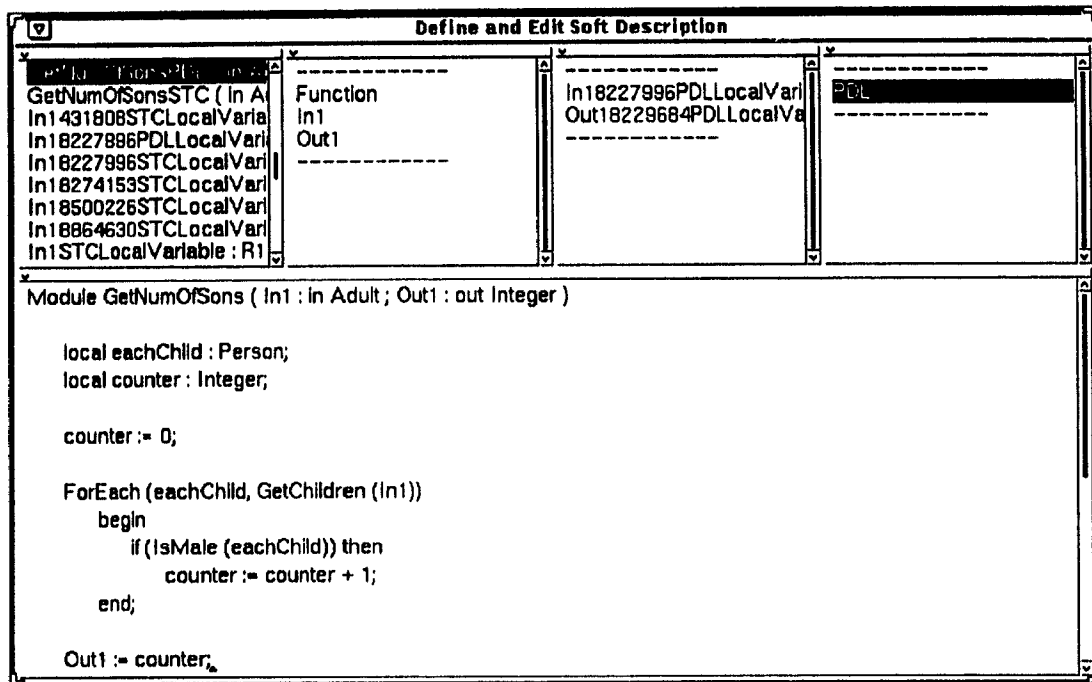 Define and Edit Soft Description
GetNumOfSonsSTC ( in A
In1431808STCLocalVaria
In18227896PDLLocalVari
In18227996STCLocalVari
In18274153STCLocalVari
In18500226STCLocalVari
In18864630STCLocalVari
In1STCLocalVariable : R1
------------
Function
In1
Out1
------------
------------
In18227996PDLLocalVari
Out18229684PDLLocalVa
------------
------------
PDL
------------
Module GetNumOfSons ( In1 : in Adult ; Out1 : out Integer )
local eachChild : Person;
local counter : Integer;
counter := 0;
ForEach (eachChild, GetChildren (In1))
begin
if (IsMale (eachChild)) then
counter := counter + 1;
end;
Out1 := counter;